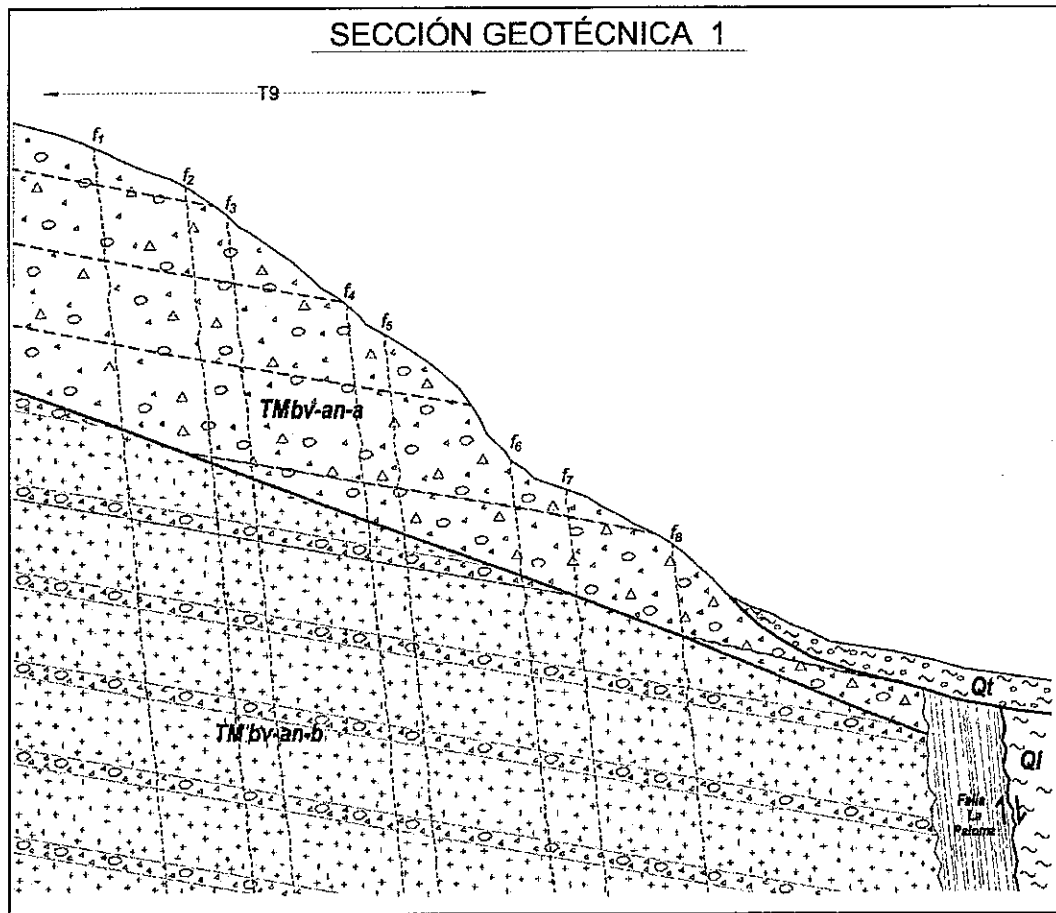 SECCIÓN GEOTÉCNICA 1
T9
f1
f2
f3
f4
f5
TMbv-an-a
f6
f7
f8
Qt
TMbv-an-b
Ql
Falla
La
Paloma